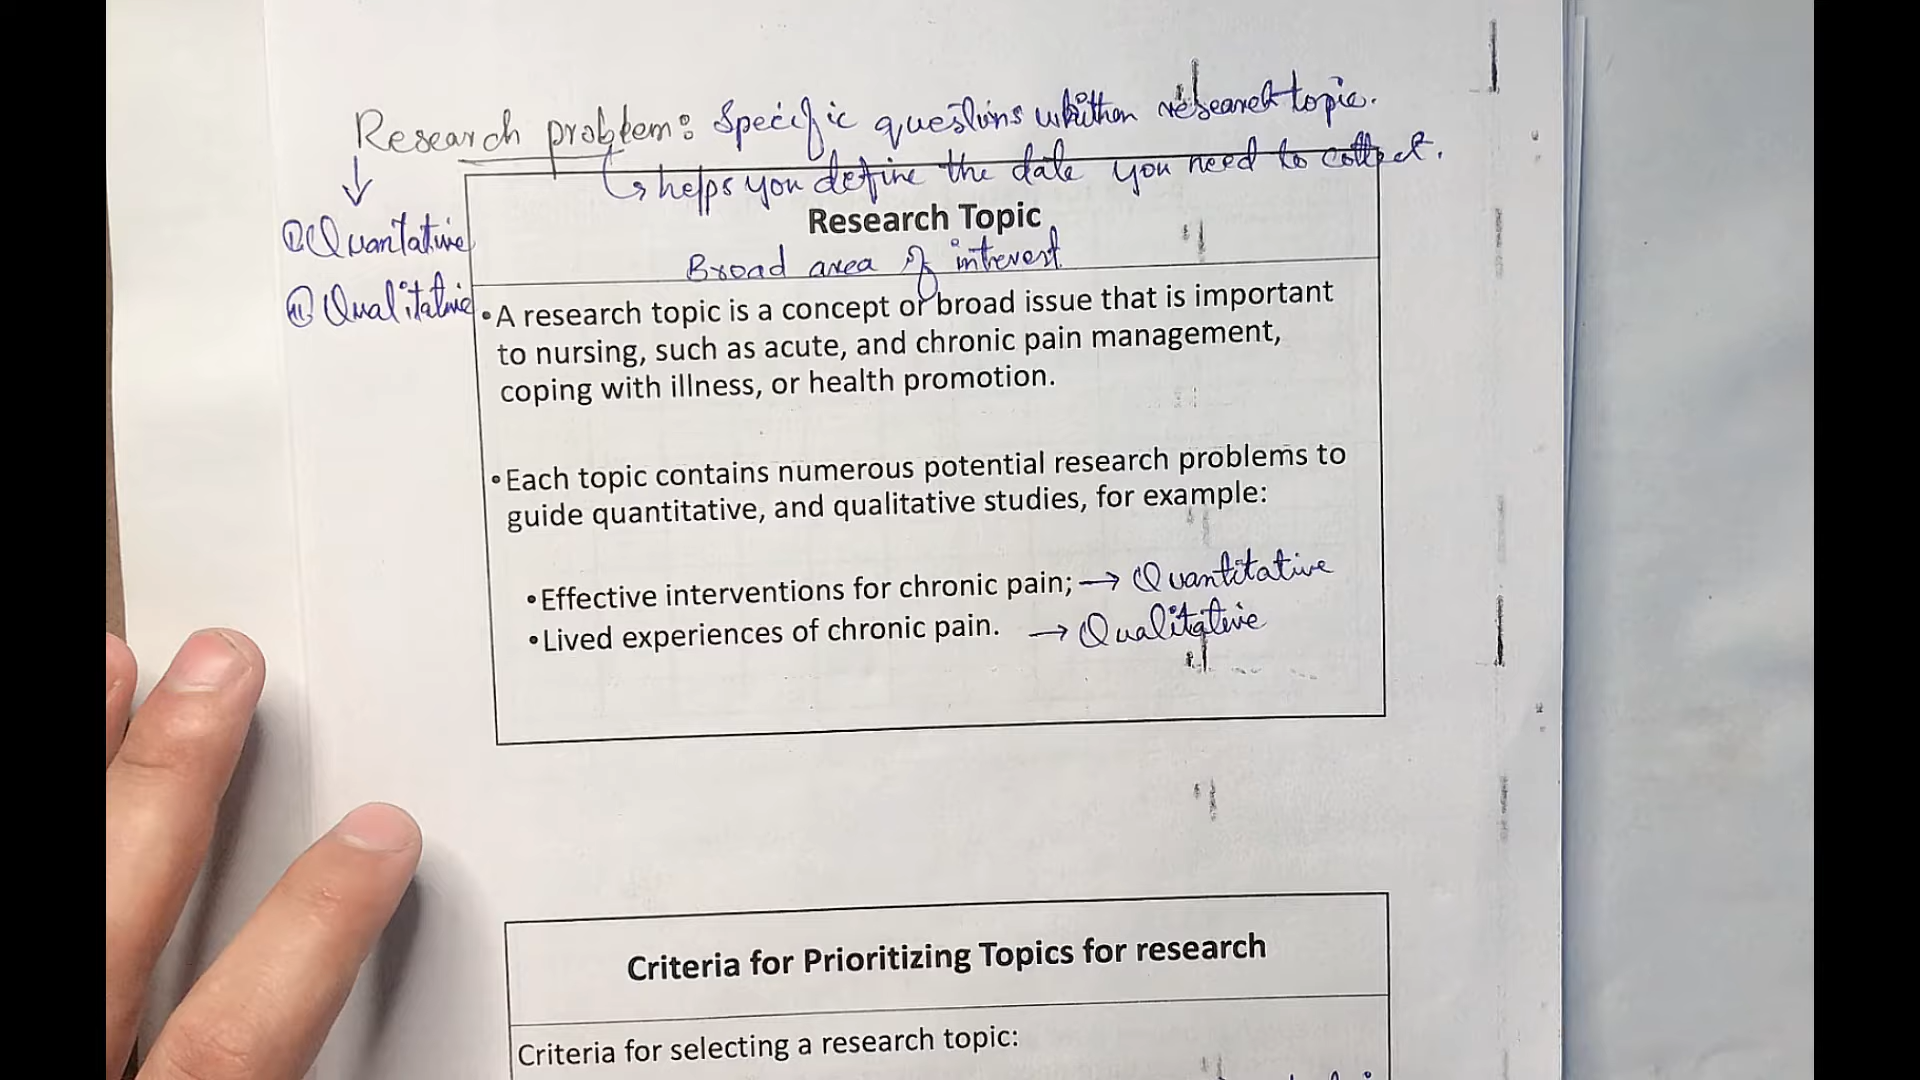 Research problem: Specific questions whithon research topic.
↳ helps you define the date you need to collect.
↓
① Quantative
Research Topic
Broad area of interest
② Qualitative
• A research topic is a concept or broad issue that is important
to nursing, such as acute, and chronic pain management,
coping with illness, or health promotion.
• Each topic contains numerous potential research problems to
guide quantitative, and qualitative studies, for example:
• Effective interventions for chronic pain; → Quantitative
• Lived experiences of chronic pain. → Qualitative
Criteria for Prioritizing Topics for research
Criteria for selecting a research topic: